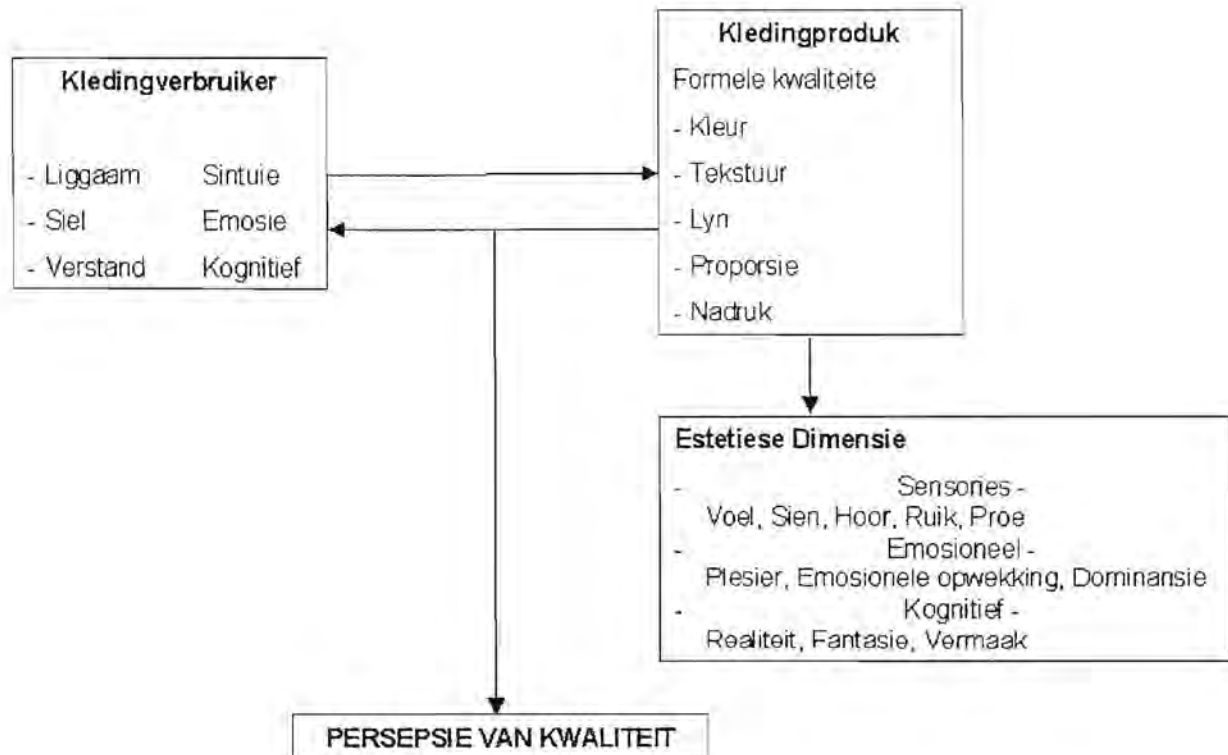 Kledingverbruiker
- Liggaam Sintuie
- Siel Emosie
- Verstand Kognitief
Kledingproduk
Formele kwaliteite
- Kleur
- Tekstuur
- Lyn
- Proporsie
- Nadruk
Estetiese Dimensie
- Sensories -
Voel, Sien, Hoor, Ruik, Proe
- Emosioneel -
Plesier, Emosionele opwekking, Dominansie
- Kognitief -
Realiteit, Fantasie, Vermaak
PERSEPSIE VAN KWALITEIT